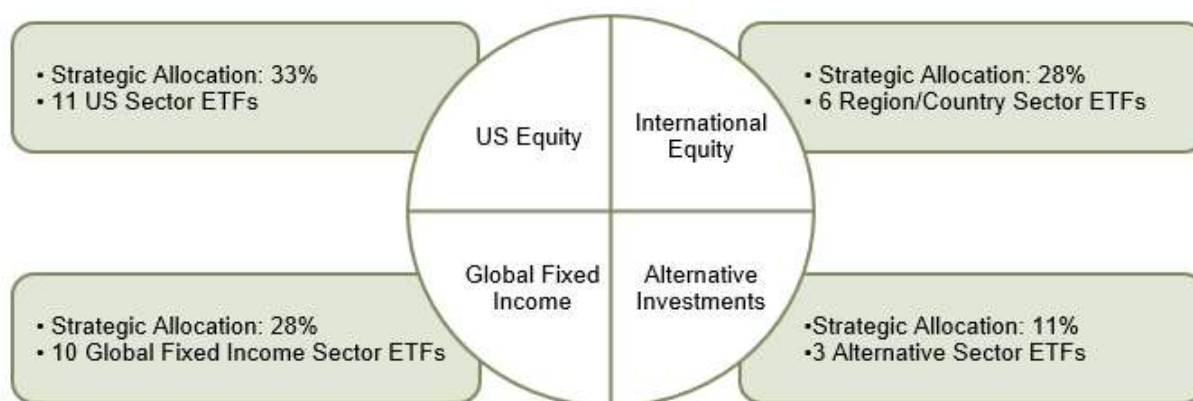 • Strategic Allocation: 33%
• 11 US Sector ETFs
• Strategic Allocation: 28%
• 6 Region/Country Sector ETFs
US Equity
International
Equity
Global Fixed
Income
Alternative
Investments
• Strategic Allocation: 28%
• 10 Global Fixed Income Sector ETFs
•Strategic Allocation: 11%
•3 Alternative Sector ETFs